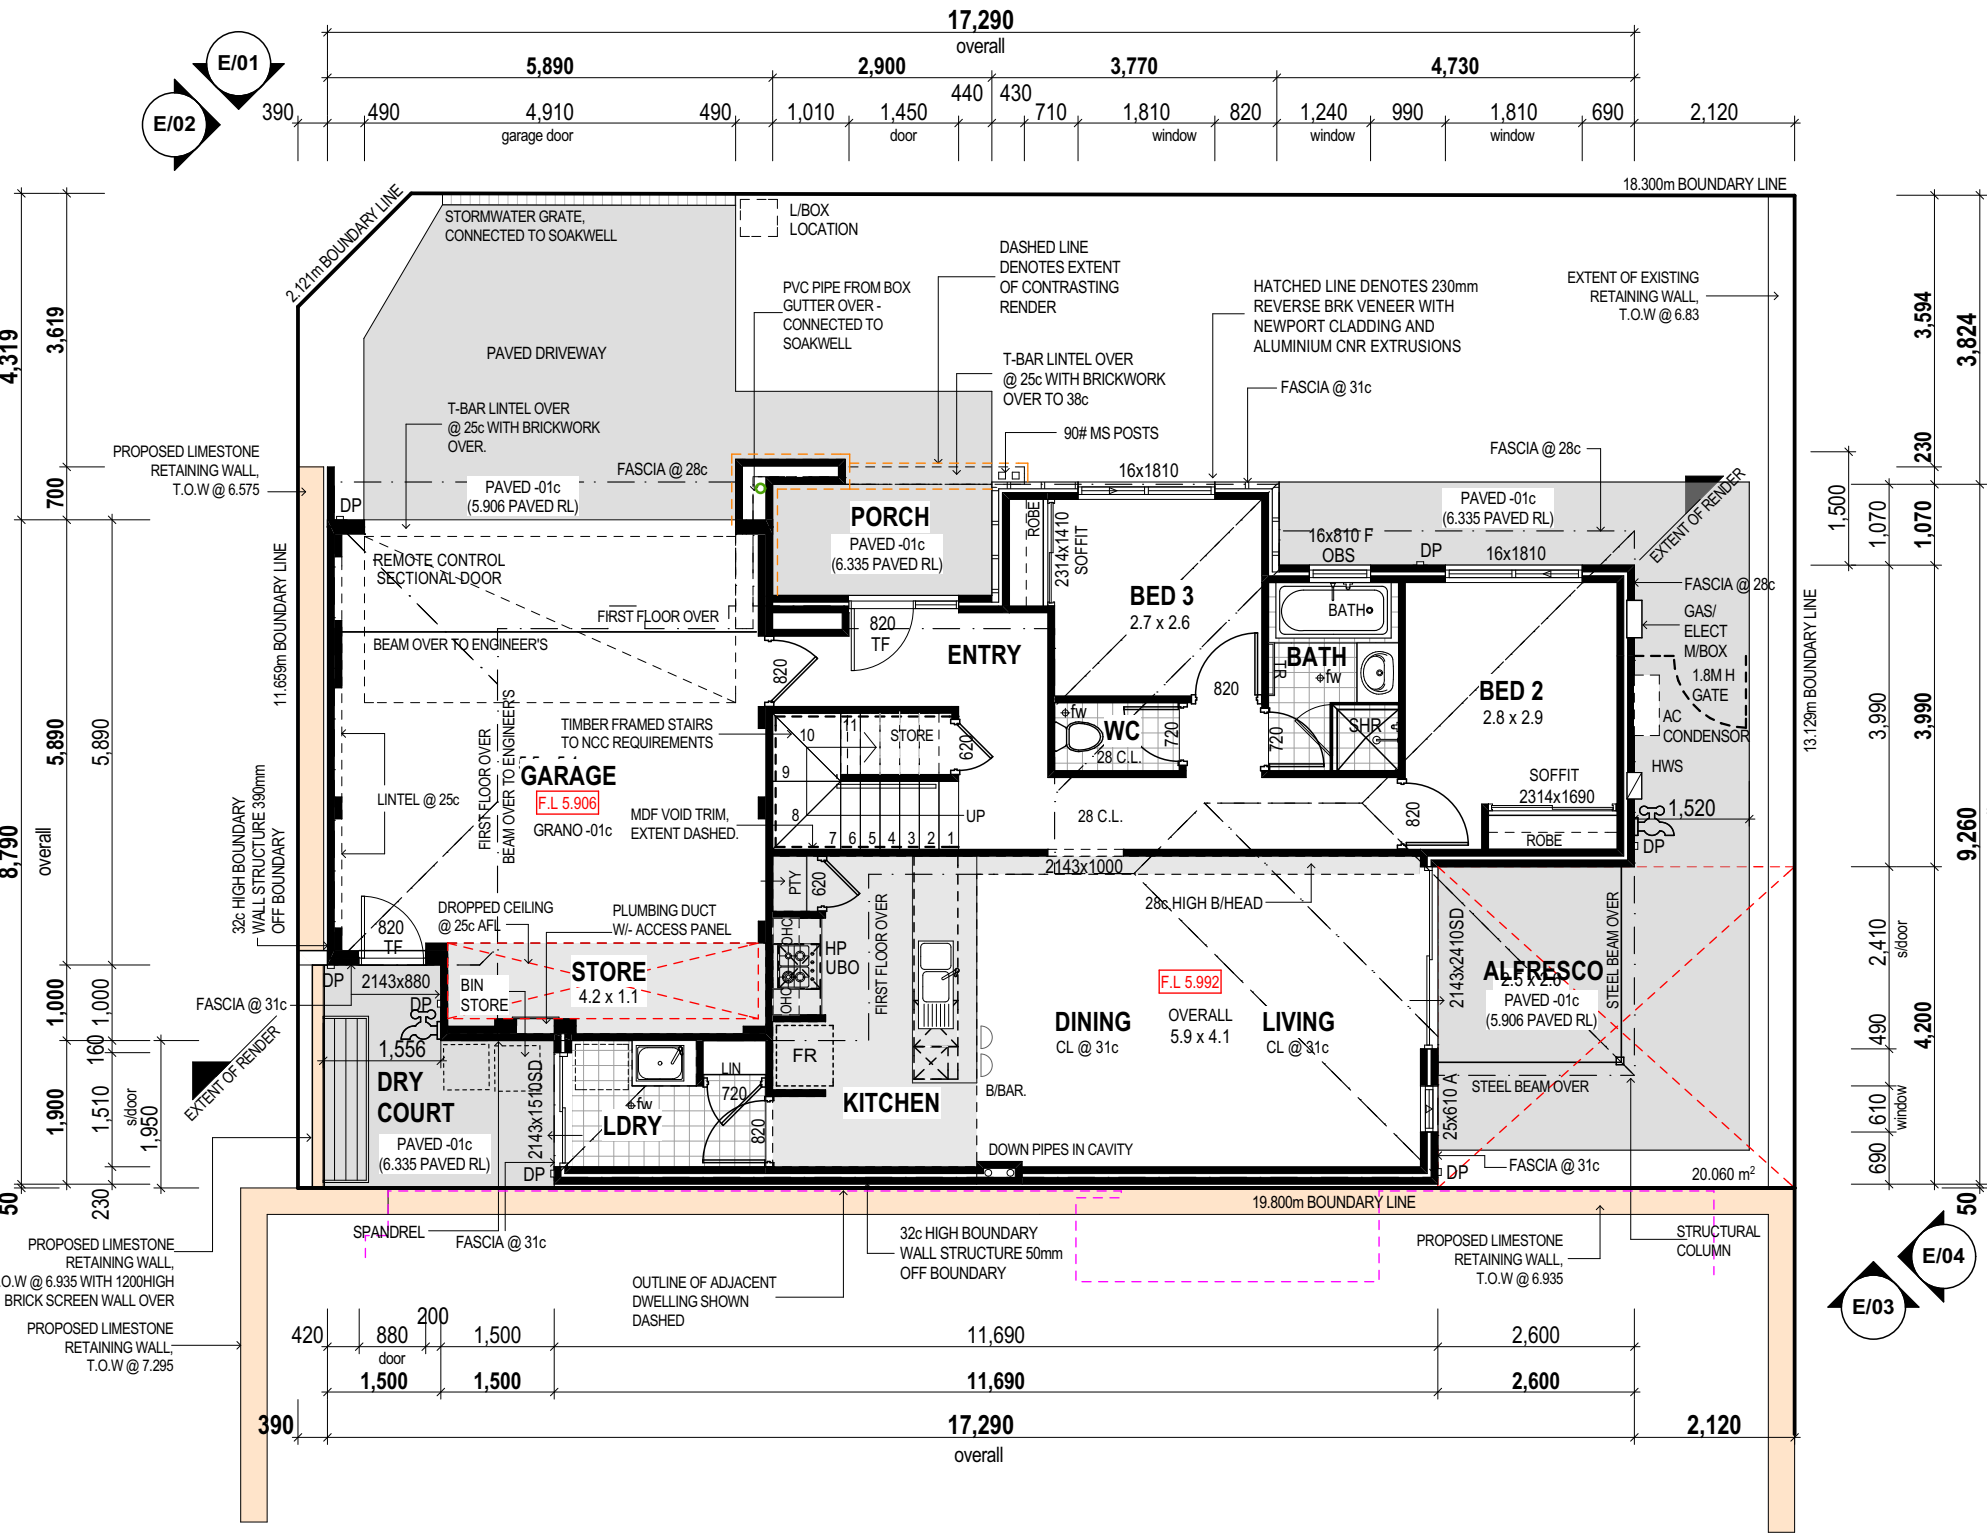 17,290
overall
5,890
2,900
3,770
4,730
440
430
390
490
4,910
490
1,010
1,450
710
1,810
820
1,240
990
1,810
690
2,120
garage door
door
window
window
window
E/01
E/02
18.300m BOUNDARY LINE
2.121m BOUNDARY LINE
STORMWATER GRATE,
CONNECTED TO SOAKWELL
L/BOX
LOCATION
DASHED LINE
DENOTES EXTENT
OF CONTRASTING
RENDER
PVC PIPE FROM BOX
GUTTER OVER -
CONNECTED TO
SOAKWELL
HATCHED LINE DENOTES 230mm
REVERSE BRK VENEER WITH
NEWPORT CLADDING AND
ALUMINIUM CNR EXTRUSIONS
EXTENT OF EXISTING
RETAINING WALL,
T.O.W @ 6.83
PAVED DRIVEWAY
T-BAR LINTEL OVER
@ 25c WITH BRICKWORK
OVER TO 38c
FASCIA @ 31c
T-BAR LINTEL OVER
@ 25c WITH BRICKWORK
OVER.
90# MS POSTS
FASCIA @ 28c
PROPOSED LIMESTONE
RETAINING WALL,
T.O.W @ 6.575
FASCIA @ 28c
16x1810
EXTENT OF RENDER
DP
PAVED -01c
(5.906 PAVED RL)
PORCH
PAVED -01c
(6.335 PAVED RL)
ROBE
2314x1410
SOFFIT
PAVED -01c
(6.335 PAVED RL)
16x810 F
OBS
DP
16x1810
REMOTE CONTROL
SECTIONAL DOOR
FASCIA @ 28c
BED 3
2.7 x 2.6
BATH
GAS/
ELECT
M/BOX
FIRST FLOOR OVER
820
TF
BEAM OVER TO ENGINEER'S
ENTRY
BATH
fw
TR
BED 2
2.8 x 2.9
1.8M H
GATE
AC
CONDENSOR
HWS
11.659m BOUNDARY LINE
13.129m BOUNDARY LINE
820
820
TIMBER FRAMED STAIRS
TO NCC REQUIREMENTS
10
11
STORE
620
fw
WC
28 C.L.
720
720
SHR
GARAGE
F.L 5.906
GRANO -01c
FIRST FLOOR OVER
BEAM OVER TO ENGINEER'S
LINTEL @ 25c
MDF VOID TRIM,
EXTENT DASHED.
9
8
7
6
5
4
3
2
1
UP
28 C.L.
SOFFIT
2314x1690
ROBE
820
1,520
DP
32c HIGH BOUNDARY
WALL STRUCTURE 390mm
OFF BOUNDARY
2143x1000
PTY
620
FIRST FLOOR OVER
28c HIGH B/HEAD
DROPPED CEILING
@ 25c AFL
PLUMBING DUCT
W/- ACCESS PANEL
820
TF
OHC
HP
UBO
OHC
2143x2410SD
STEEL BEAM OVER
ALFRESCO
2.5 x 2.6
PAVED -01c
(5.906 PAVED RL)
DP
2143x880
BIN
STORE
STORE
4.2 x 1.1
F.L 5.992
OVERALL
5.9 x 4.1
DINING
CL @ 31c
LIVING
CL @ 31c
FASCIA @ 31c
DP
EXTENT OF RENDER
1,556
DRY
COURT
PAVED -01c
(6.335 PAVED RL)
2143x1510SD
LIN
720
fw
LDRY
820
FR
KITCHEN
B/BAR.
STEEL BEAM OVER
25x610 A
DOWN PIPES IN CAVITY
DP
DP
FASCIA @ 31c
20.060 m²
19.800m BOUNDARY LINE
SPANDREL
FASCIA @ 31c
32c HIGH BOUNDARY
WALL STRUCTURE 50mm
OFF BOUNDARY
OUTLINE OF ADJACENT
DWELLING SHOWN
DASHED
PROPOSED LIMESTONE
RETAINING WALL,
T.O.W @ 6.935
STRUCTURAL
COLUMN
PROPOSED LIMESTONE
RETAINING WALL,
.O.W @ 6.935 WITH 1200HIGH
BRICK SCREEN WALL OVER
PROPOSED LIMESTONE
RETAINING WALL,
T.O.W @ 7.295
E/04
E/03
4,319
3,619
700
8,790
overall
5,890
5,890
1,000
1,000
160
1,900
1,510
s/door
1,950
230
50
3,594
3,824
230
1,500
1,070
1,070
3,990
3,990
9,260
2,410
s/door
490
4,200
610
window
690
50
420
880
200
1,500
11,690
2,600
door
1,500
1,500
11,690
2,600
390
17,290
2,120
overall